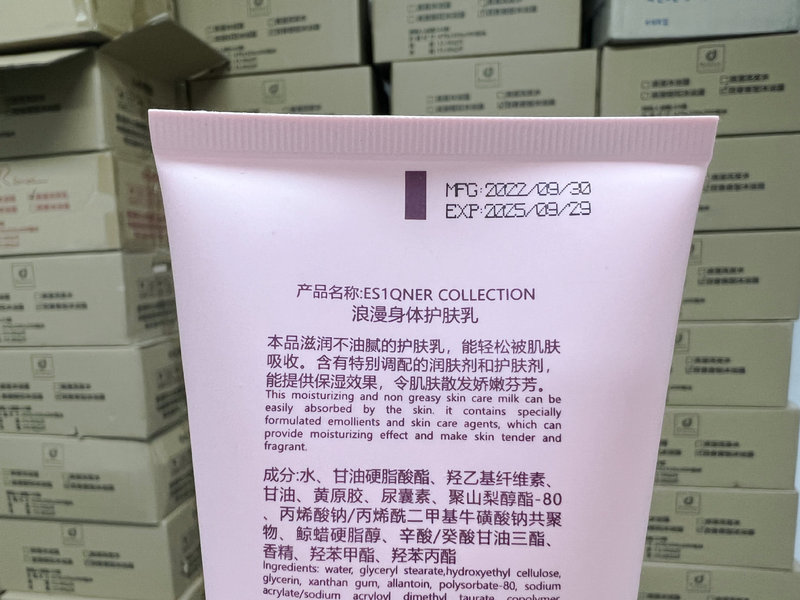 MFG:2022/09/30
EXP:2025/09/29
产品名称:ES1QNER COLLECTION
浪漫身体护肤乳
本品滋润不油腻的护肤乳，能轻松被肌肤
吸收。含有特别调配的润肤剂和护肤剂，
能提供保湿效果，令肌肤散发娇嫩芬芳。
This moisturizing and non greasy skin care milk can be
easily absorbed by the skin. it contains specially
formulated emollients and skin care agents, which can
provide moisturizing effect and make skin tender and
fragrant.
成分:水、甘油硬脂酸酯、羟乙基纤维素、
甘油、黄原胶、尿囊素、聚山梨醇酯-80
、丙烯酸钠/丙烯酰二甲基牛磺酸钠共聚
物、鲸蜡硬脂醇、辛酸/癸酸甘油三酯、
香精、羟苯甲酯、羟苯丙酯
Ingredients: water, glyceryl stearate,hydroxyethyl cellulose,
glycerin, xanthan gum, allantoin, polysorbate-80, sodium
acrylate/sodium acryloyl dimethyl taurate copolymer